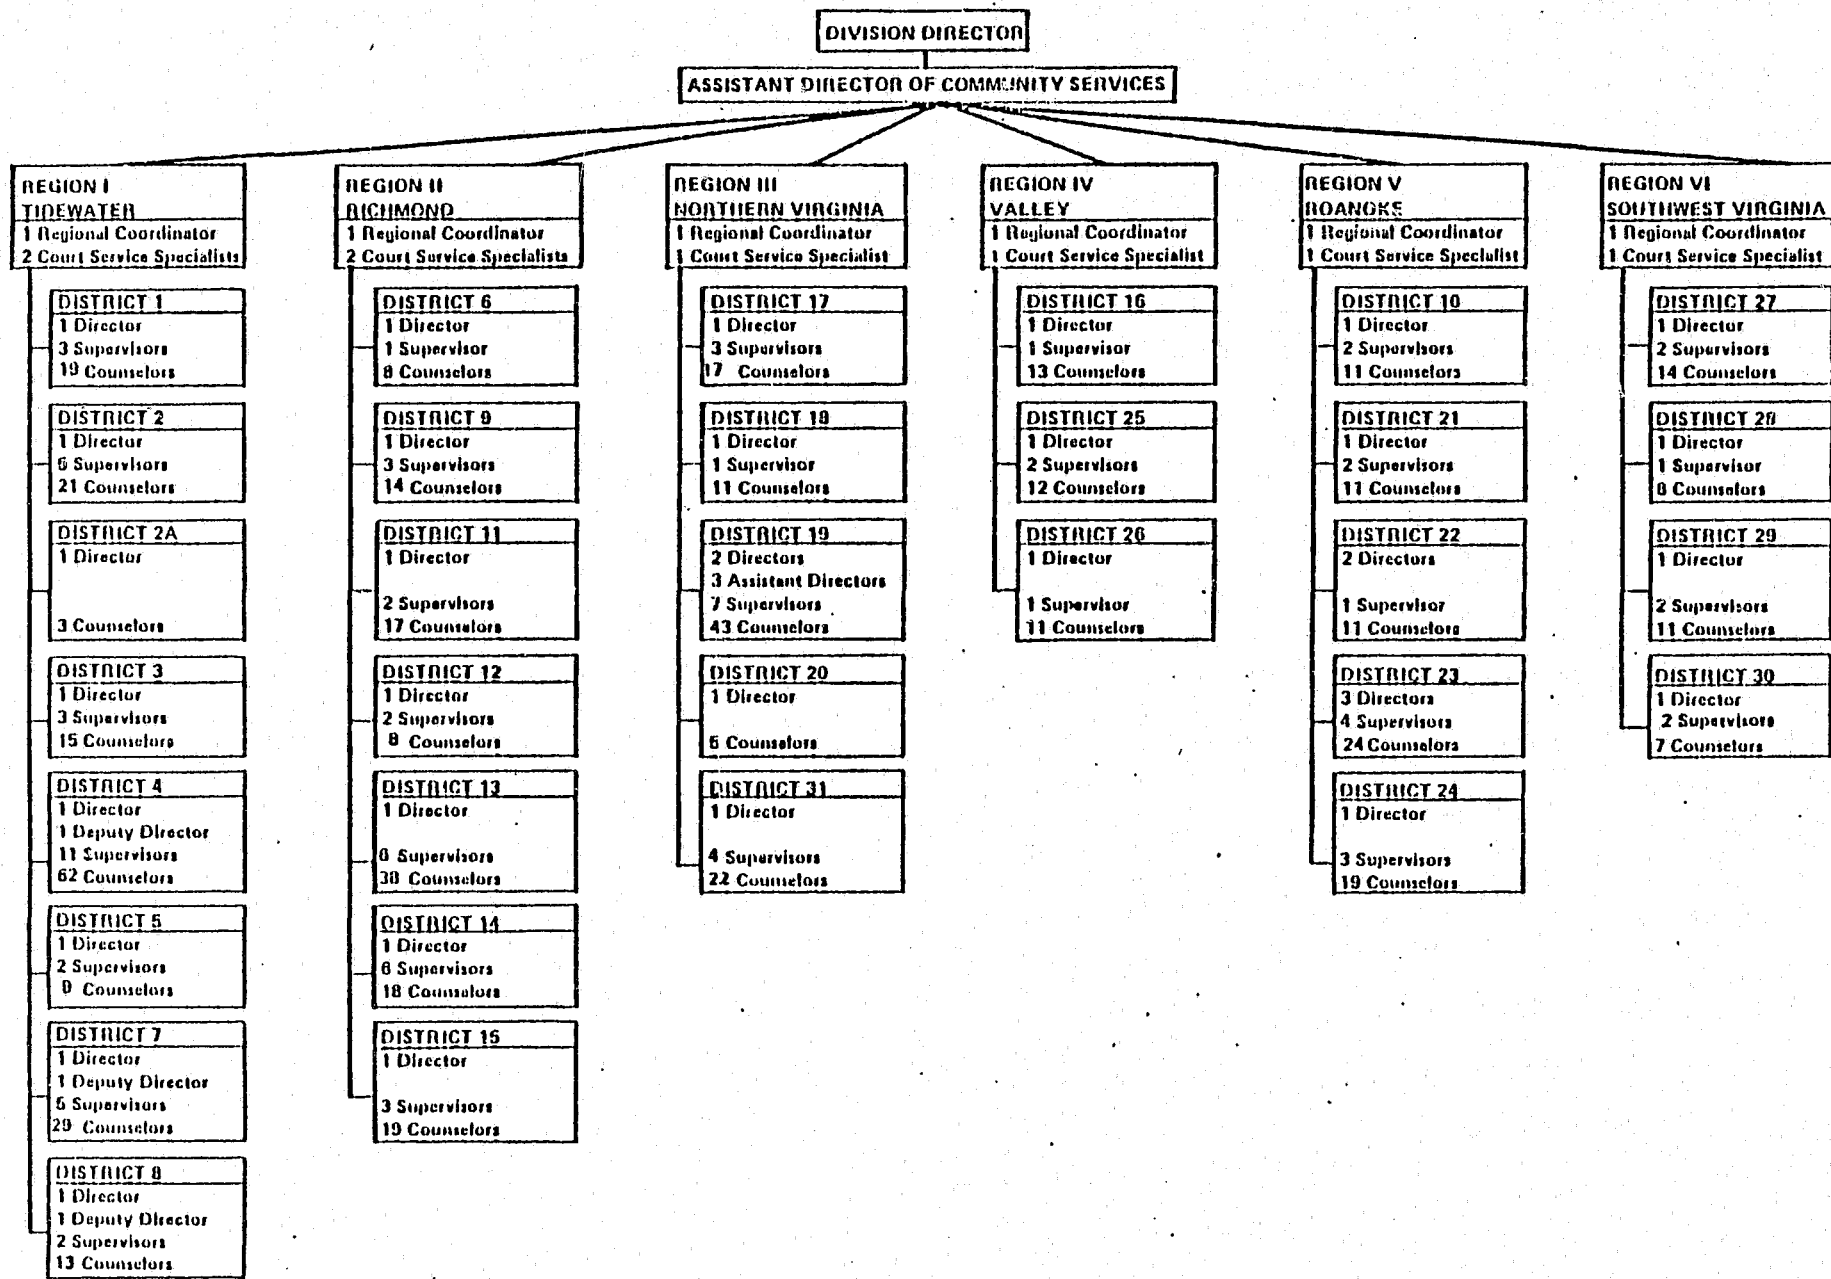 DIVISION DIRECTOR
ASSISTANT DIRECTOR OF COMMUNITY SERVICES
REGION I
TIDEWATER
1 Regional Coordinator
2 Court Service Specialists
DISTRICT 1
1 Director
3 Supervisors
19 Counselors
DISTRICT 2
1 Director
Supervisors
21 Counselors
DISTRICT 2A
1 Director
3 Counselors
DISTRICT 3
1 Director
3 Supervisors
15 Counselors
DISTRICT 4
1 Director
1 Deputy Director
11 Supervisors
62 Counselors
DISTRICT 5
1 Director
2 Supervisors
Counselors
DISTRICT 7
1 Director
1 Deputy Director
Supervisors
Counselors
DISTRICT 8
1 Director
1 Deputy Director
2 Supervisors
13 Counselors
REGION II
RICHMOND
1 Regional Coordinator
2 Court Service Specialists
DISTRICT 6
1 Director
1 Supervisor
8 Counselors
DISTRICT 9
1 Director
3 Supervisors
14 Counselors
DISTRICT 11
1 Director
2 Supervisors
17 Counselors
DISTRICT 12
1 Director
2 Supervisors
8 Counselors
DISTRICT 13
1 Director
Supervisors
Counselors
DISTRICT 14
1 Director
Supervisors
18 Counselors
DISTRICT 15
1 Director
3 Supervisors
19 Counselors
REGION III
NORTHERN VIRGINIA
1 Regional Coordinator
1 Court Service Specialist
DISTRICT 17
1 Director
3 Supervisors
17 Counselors
DISTRICT 18
1 Director
1 Supervisor
11 Counselors
DISTRICT 19
2 Directors
3 Assistant Directors
7 Supervisors
43 Counselors
DISTRICT 20
1 Director
Counselors
DISTRICT 31
1 Director
4 Supervisors
22 Counselors
REGION IV
VALLEY
1 Regional Coordinator
1 Court Service Specialist
DISTRICT 16
1 Director
1 Supervisor
13 Counselors
DISTRICT 25
1 Director
2 Supervisors
12 Counselors
DISTRICT 26
1 Director
1 Supervisor
11 Counselors
REGION V
ROANOKE
1 Regional Coordinator
1 Court Service Specialist
DISTRICT 10
1 Director
2 Supervisors
11 Counselors
DISTRICT 21
1 Director
2 Supervisors
11 Counselors
DISTRICT 22
2 Directors
1 Supervisor
11 Counselors
DISTRICT 23
3 Directors
4 Supervisors
24 Counselors
DISTRICT 24
1 Director
3 Supervisors
19 Counselors
REGION VI
SOUTHWEST VIRGINIA
1 Regional Coordinator
1 Court Service Specialist
DISTRICT 27
1 Director
2 Supervisors
14 Counselors
DISTRICT 28
1 Director
1 Supervisor
Counselors
DISTRICT 29
1 Director
2 Supervisors
11 Counselors
DISTRICT 30
1 Director
2 Supervisors
7 Counselors